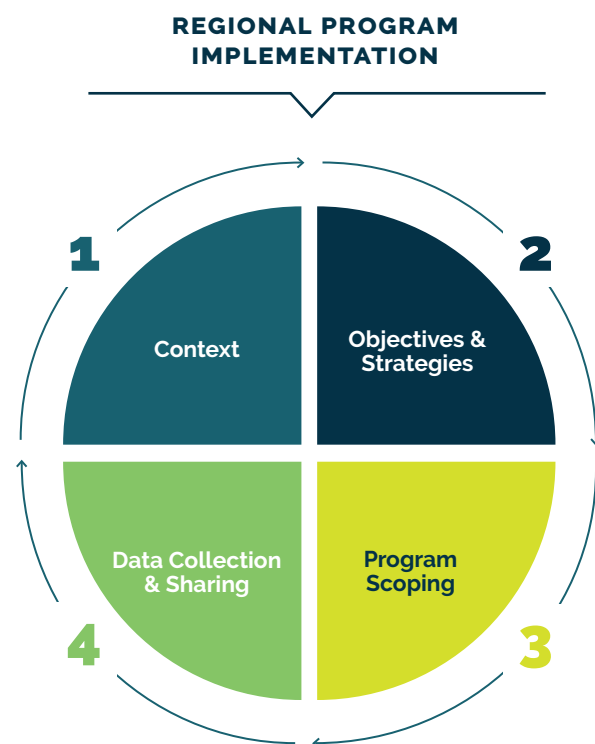 REGIONAL PROGRAM
IMPLEMENTATION
1
Context
2
Objectives &
Strategies
3
Program
Scoping
4
Data Collection
& Sharing